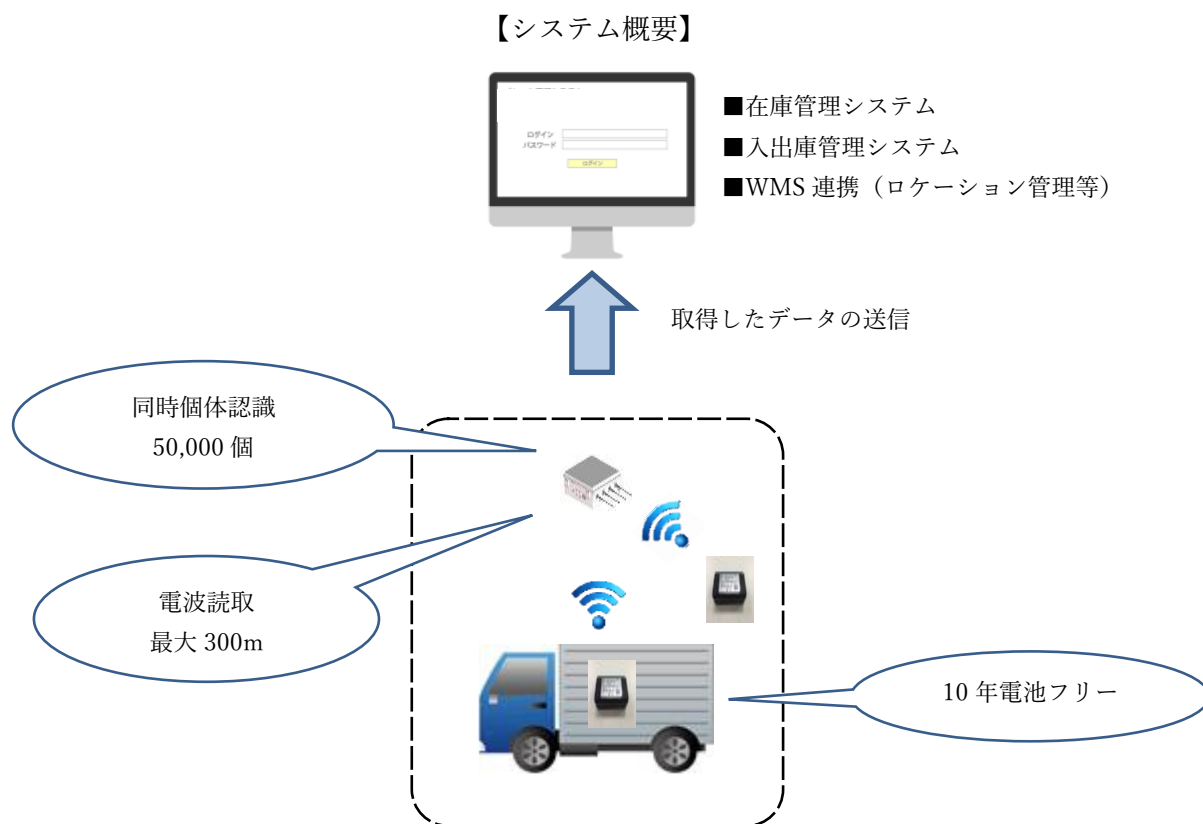 【システム概要】
ログイン
パスワード
ログイン
■在庫管理システム
■入出庫管理システム
■WMS 連携（ロケーション管理等）
取得したデータの送信
同時個体認識
50,000 個
電波読取
最大 300m
10 年電池フリー